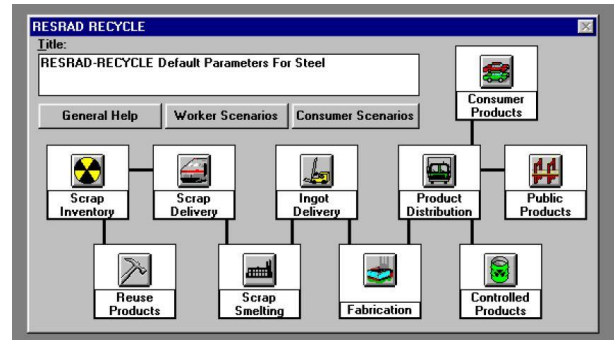 RESRAD RECYCLE
Title:
RESRAD-RECYCLE Default Parameters For Steel
General Help
Worker Scenarios
Consumer Scenarios
Consumer
Products
Scrap
Inventory
Scrap
Delivery
Ingot
Delivery
Product
Distribution
Public
Products
Reuse
Products
Scrap
Smelting
Fabrication
Controlled
Products